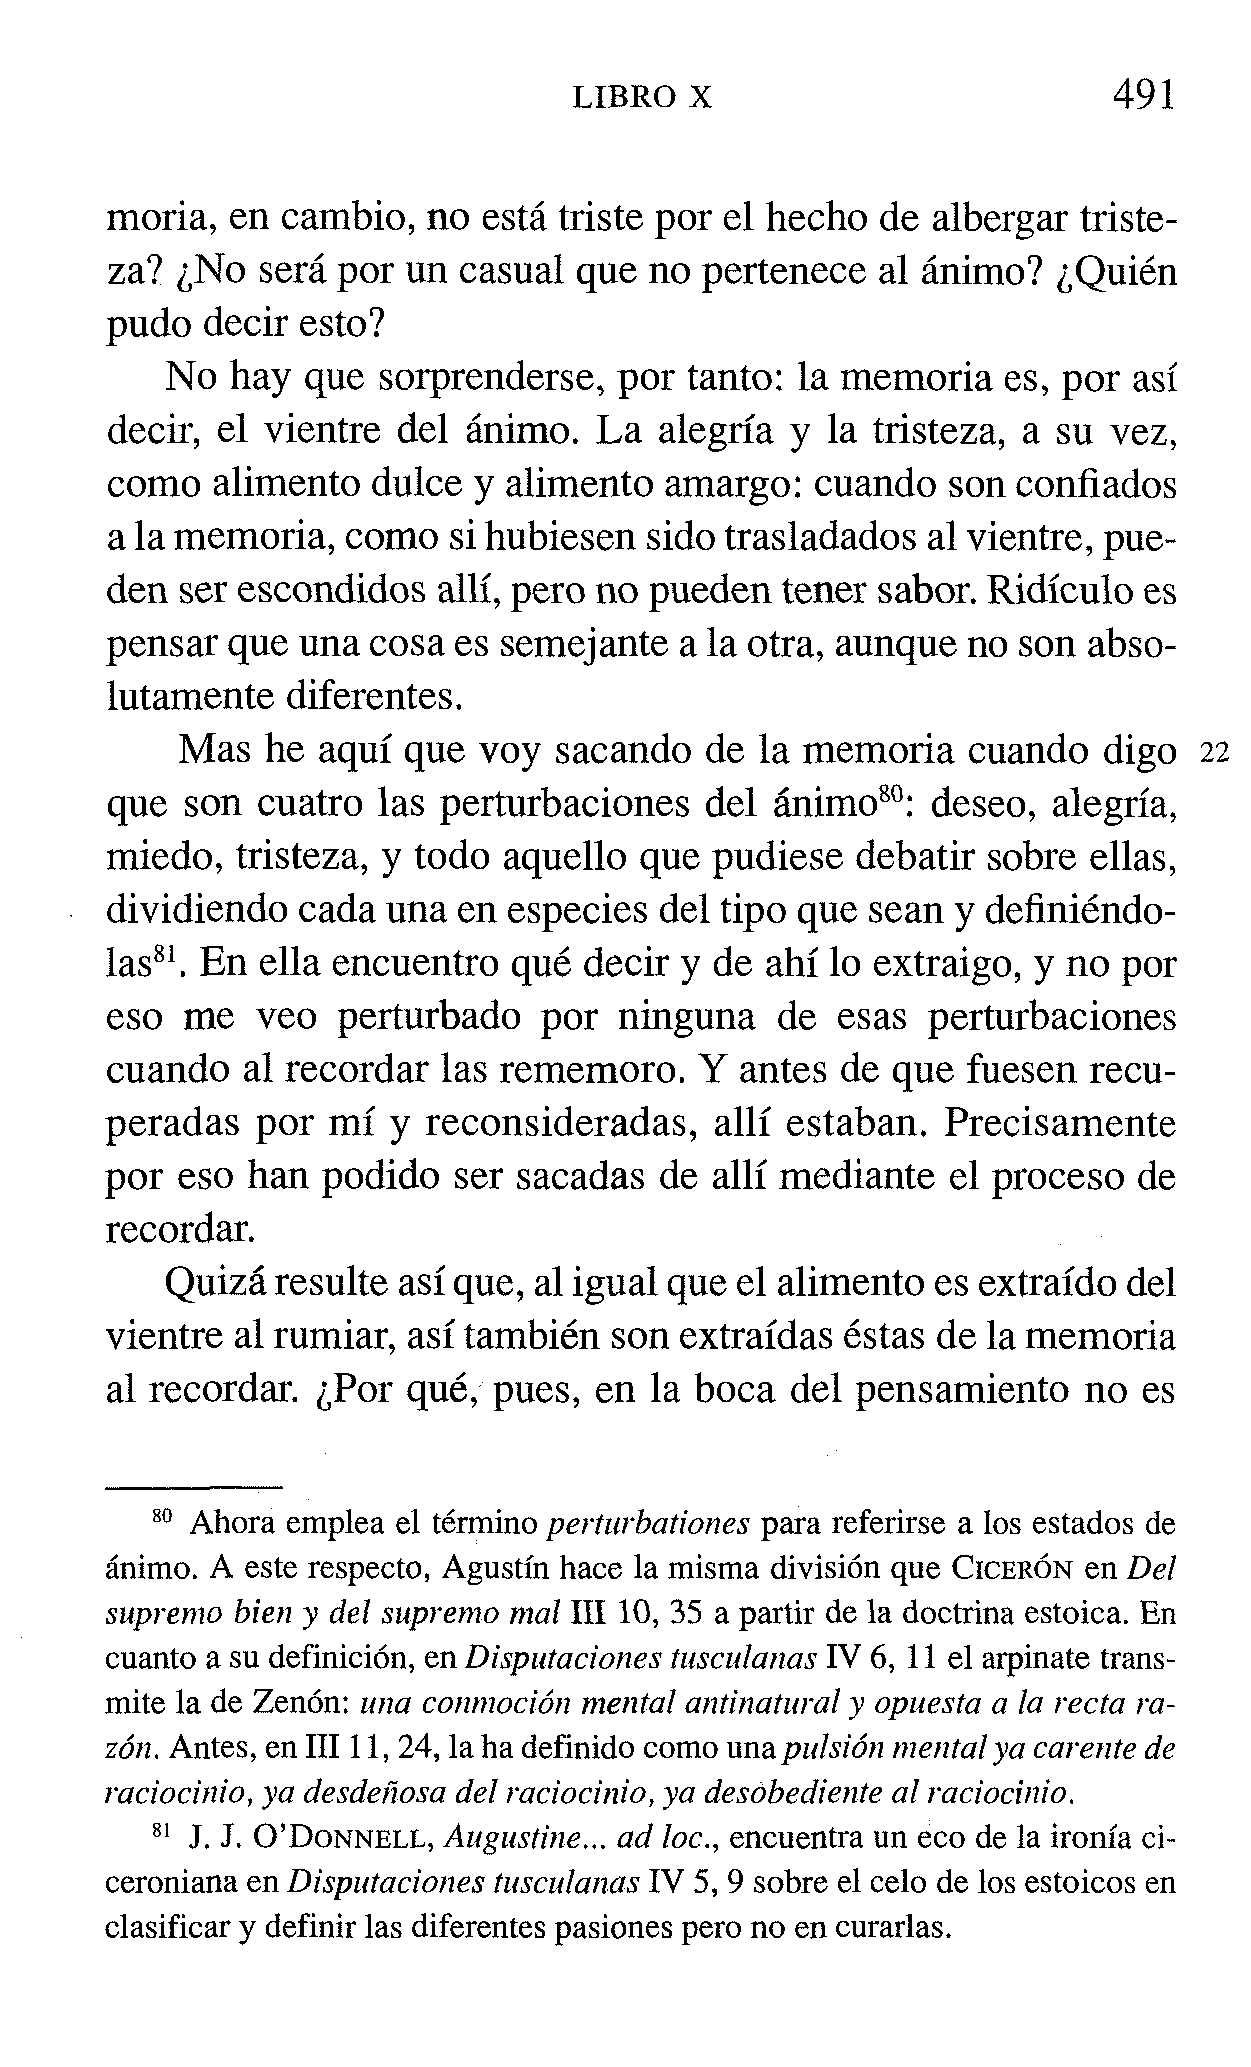 LIBRO X 491
moria, en cambio, no está triste por el hecho de albergar triste-
za? ¿No será por un casual que no pertenece al ánimo? ¿Quién
pudo decir esto?
No hay que sorprenderse, por tanto: la memoria es, por así
decir, el vientre del ánimo. La alegría y la tristeza, a su vez,
como alimento dulce y alimento amargo: cuando son confiados
a la memoria, como si hubiesen sido trasladados al vientre, pue-
den ser escondidos allí, pero no pueden tener sabor. Ridículo es
pensar que una cosa es semejante a la otra, aunque no son abso-
lutamente diferentes.
Mas he aquí que voy sacando de la memoria cuando digo 22
que son cuatro las perturbaciones del ánimo⁸⁰: deseo, alegría,
miedo, tristeza, y todo aquello que pudiese debatir sobre ellas,
dividiendo cada una en especies del tipo que sean y definiéndo-
las⁸¹. En ella encuentro qué decir y de ahí lo extraigo, y no por
eso me veo perturbado por ninguna de esas perturbaciones
cuando al recordar las rememoro. Y antes de que fuesen recu-
peradas por mí y reconsideradas, allí estaban. Precisamente
por eso han podido ser sacadas de allí mediante el proceso de
recordar.
Quizá resulte así que, al igual que el alimento es extraído del
vientre al rumiar, así también son extraídas éstas de la memoria
al recordar. ¿Por qué, pues, en la boca del pensamiento no es
⁸⁰ Ahora emplea el término perturbationes para referirse a los estados de
ánimo. A este respecto, Agustín hace la misma división que CICERÓN en Del
supremo bien y del supremo mal III 10, 35 a partir de la doctrina estoica. En
cuanto a su definición, en Disputaciones tusculanas IV 6, 11 el arpinate trans-
mite la de Zenón: una conmoción mental antinatural y opuesta a la recta ra-
zón. Antes, en III 11, 24, la ha definido como una pulsión mental ya carente de
raciocinio, ya desdeñosa del raciocinio, ya desobediente al raciocinio.
⁸¹ J. J. O'DONNELL, Augustine... ad loc., encuentra un eco de la ironía ci-
ceroniana en Disputaciones tusculanas IV 5, 9 sobre el celo de los estoicos en
clasificar y definir las diferentes pasiones pero no en curarlas.